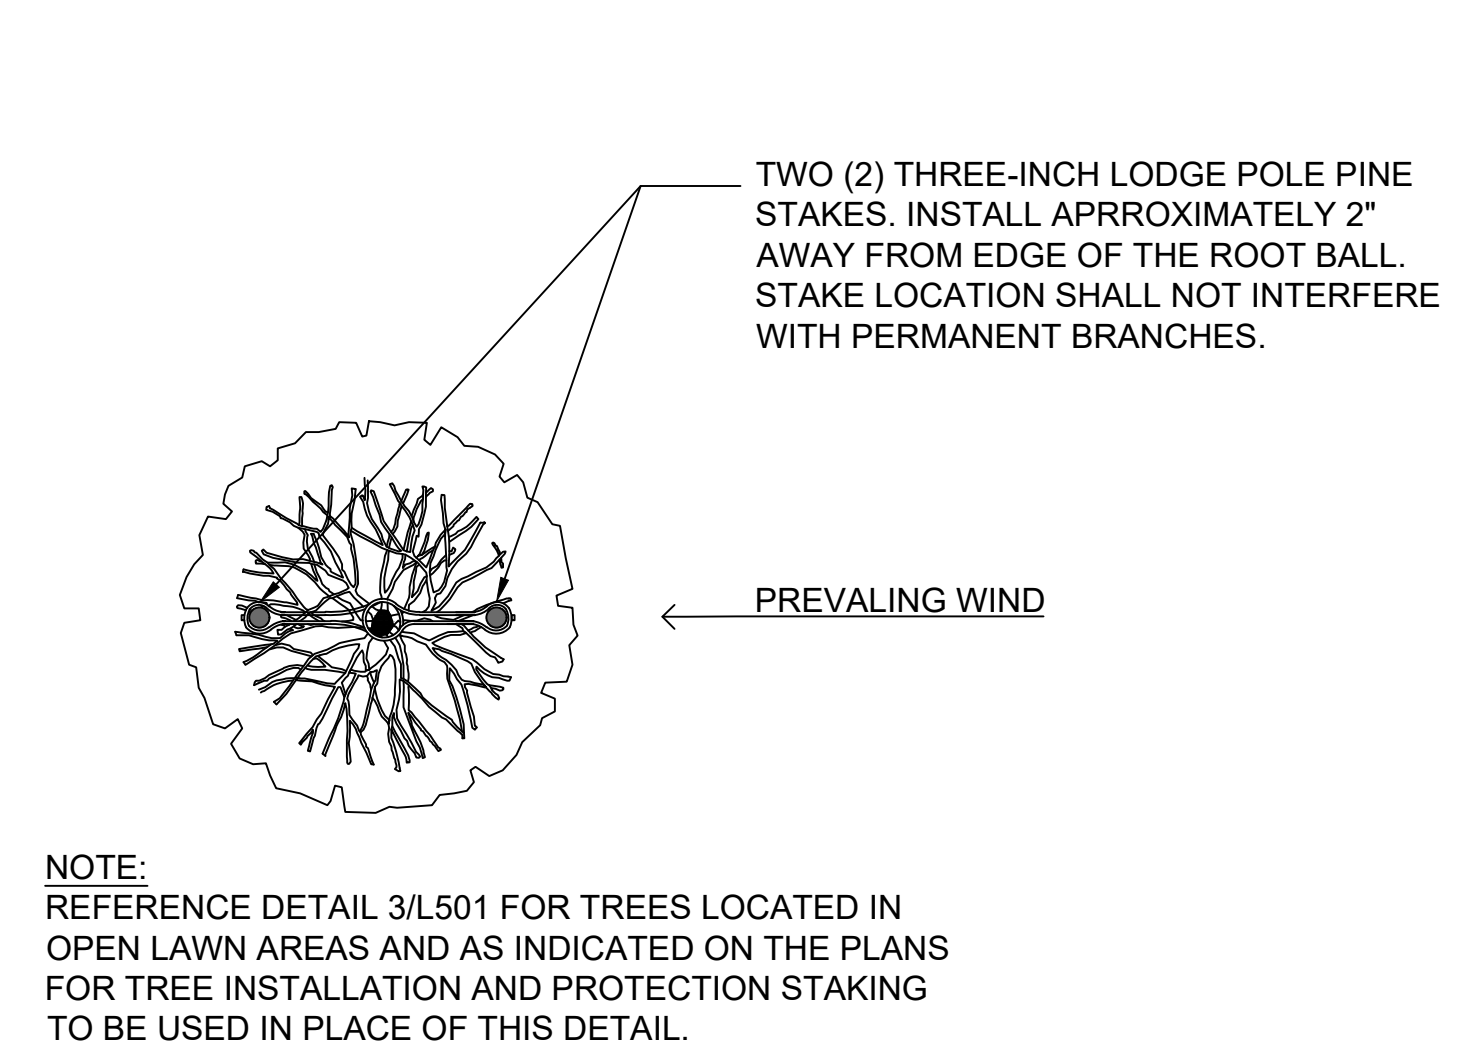 TWO (2) THREE-INCH LODGE POLE PINE
STAKES. INSTALL APRROXIMATELY 2"
AWAY FROM EDGE OF THE ROOT BALL.
STAKE LOCATION SHALL NOT INTERFERE
WITH PERMANENT BRANCHES.
PREVALING WIND
NOTE:
REFERENCE DETAIL 3/L501 FOR TREES LOCATED IN
OPEN LAWN AREAS AND AS INDICATED ON THE PLANS
FOR TREE INSTALLATION AND PROTECTION STAKING
TO BE USED IN PLACE OF THIS DETAIL.